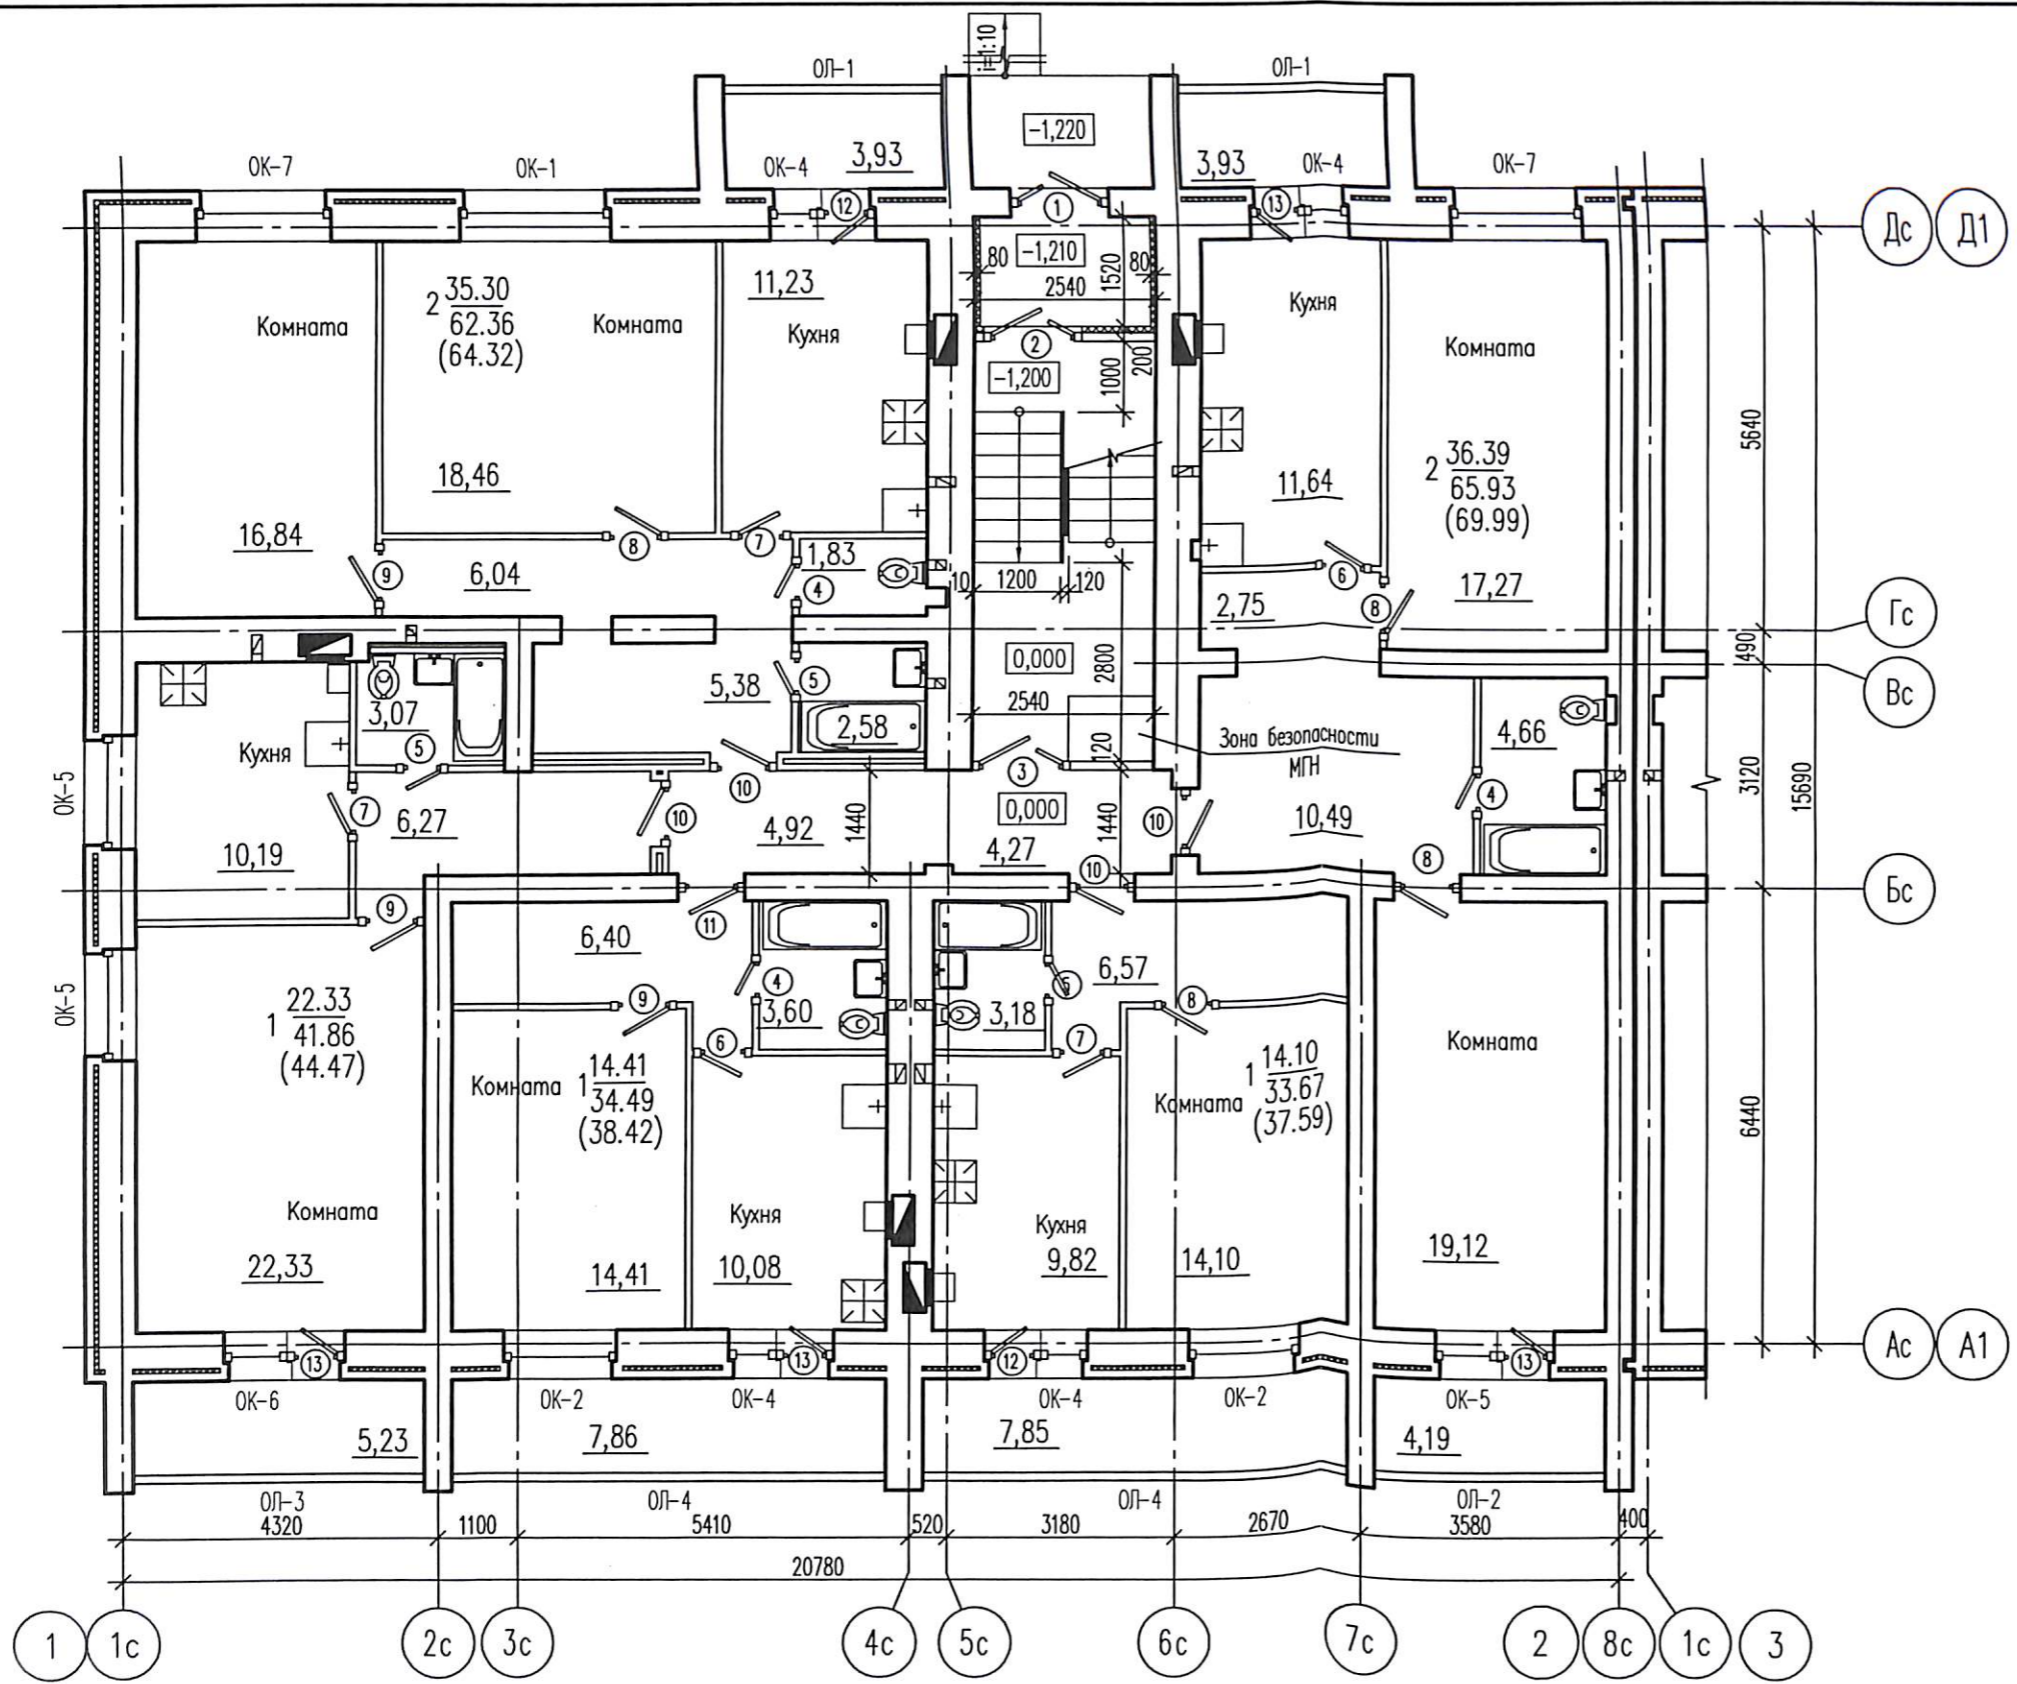 i=1:10
ОЛ-1
ОЛ-1
-1,220
ОК-7
ОК-1
ОК-4
3,93
3,93
ОК-4
ОК-7
12
1
13
Дс
Д1
-1,210
80
80
2540
1520
11,23
Кухня
Комната
2 35.30
62.36
(64.32)
Комната
Кухня
Комната
2
-1,200
1000
200
5640
15690
18,46
16,84
11,64
2 36.39
65.93
(69.99)
17,27
8
7
9
6,04
1,83
4
10
1200
120
6
2,75
8
Гс
490
0,000
2800
2540
5,38
5
2,58
3,07
5
Вс
Кухня
ОК-5
4,66
Зона безопасности
МГН
120
3
10
10
7
6,27
4,92
1440
0,000
4,27
1440
10
10,49
4
3120
10,19
8
10
Бс
9
11
6,40
4
3,60
9
6
6,57
5
3,18
7
8
ОК-5
1 22.33
41.86
(44.47)
Комната
1 14.41
34.49
(38.42)
Комната
1 14.10
33.67
(37.59)
Комната
6440
Комната
22,33
14,41
Кухня
10,08
Кухня
9,82
14,10
19,12
13
13
12
13
Ас
А1
ОК-6
ОК-2
ОК-4
ОК-4
ОК-2
ОК-5
5,23
7,86
7,85
4,19
ОЛ-3
ОЛ-4
ОЛ-4
ОЛ-2
4320
1100
5410
520
3180
2670
3580
400
20780
1
1с
2с
3с
4с
5с
6с
7с
2
8с
1с
3